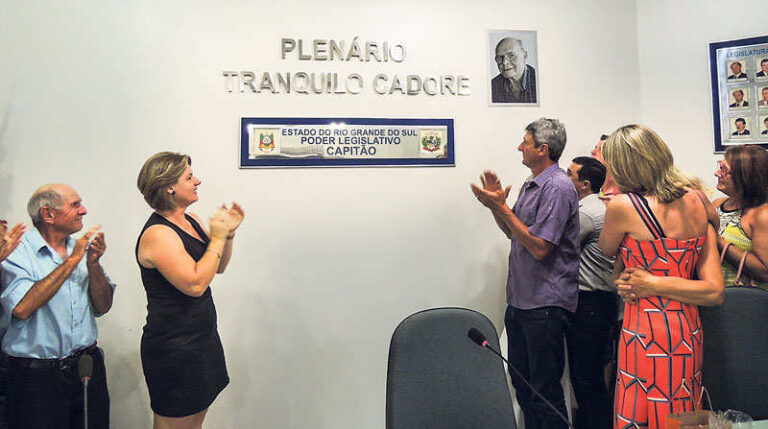 PLENÁRIO
TRANQUILO CADORE
ESTADO DO RIO GRANDE DO SUL
PODER LEGISLATIVO
CAPITÃO
LEGISLATURA